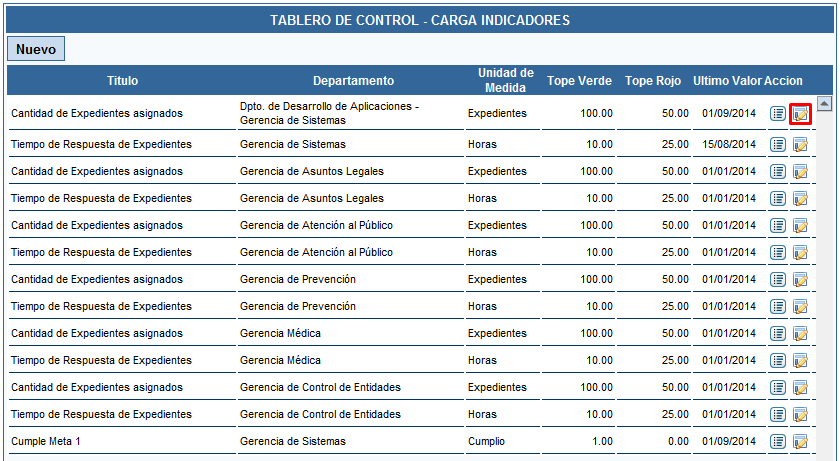 TABLERO DE CONTROL - CARGA INDICADORES
Nuevo
Titulo Departamento Unidad de Medida Tope Verde Tope Rojo Ultimo Valor Accion
Cantidad de Expedientes asignados Dpto. de Desarrollo de Aplicaciones - Gerencia de Sistemas Expedientes 100.00 50.00 01/09/2014
Tiempo de Respuesta de Expedientes Gerencia de Sistemas Horas 10.00 25.00 15/08/2014
Cantidad de Expedientes asignados Gerencia de Asuntos Legales Expedientes 100.00 50.00 01/01/2014
Tiempo de Respuesta de Expedientes Gerencia de Asuntos Legales Horas 10.00 25.00 01/01/2014
Cantidad de Expedientes asignados Gerencia de Atención al Público Expedientes 100.00 50.00 01/01/2014
Tiempo de Respuesta de Expedientes Gerencia de Atención al Público Horas 10.00 25.00 01/01/2014
Cantidad de Expedientes asignados Gerencia de Prevención Expedientes 100.00 50.00 01/01/2014
Tiempo de Respuesta de Expedientes Gerencia de Prevención Horas 10.00 25.00 01/01/2014
Cantidad de Expedientes asignados Gerencia Médica Expedientes 100.00 50.00 01/01/2014
Tiempo de Respuesta de Expedientes Gerencia Médica Horas 10.00 25.00 01/01/2014
Cantidad de Expedientes asignados Gerencia de Control de Entidades Expedientes 100.00 50.00 01/01/2014
Tiempo de Respuesta de Expedientes Gerencia de Control de Entidades Horas 10.00 25.00 01/01/2014
Cumple Meta 1 Gerencia de Sistemas Cumplio 1.00 0.00 01/09/2014